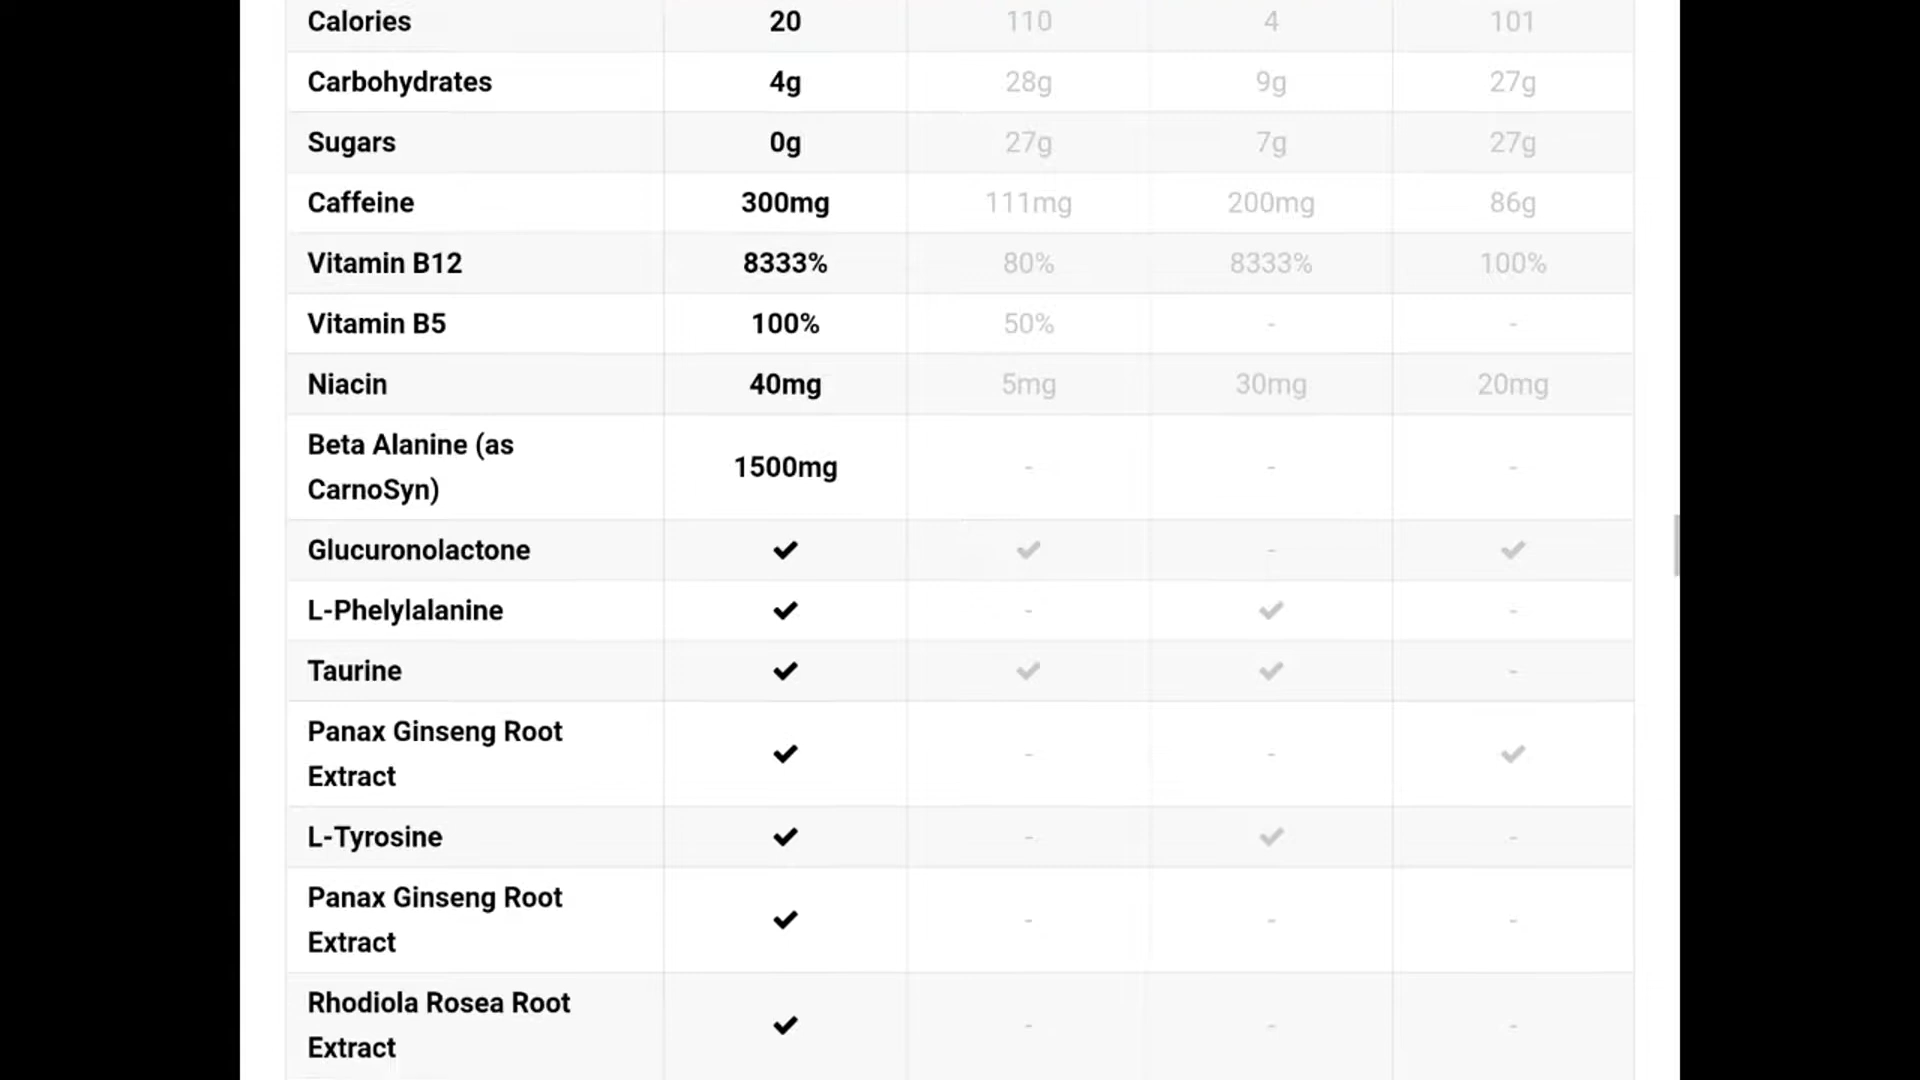 Calories 20 110 4 101
Carbohydrates 4g 28g 9g 27g
Sugars 0g 27g 7g 27g
Caffeine 300mg 111mg 200mg 86g
Vitamin B12 8333% 80% 8333% 100%
Vitamin B5 100% 50% - -
Niacin 40mg 5mg 30mg 20mg
Beta Alanine (as
CarnoSyn) 1500mg - - -
Glucuronolactone ✔ ✔ - ✔
L-Phelylalanine ✔ - ✔ -
Taurine ✔ ✔ ✔ -
Panax Ginseng Root
Extract ✔ - - ✔
L-Tyrosine ✔ - ✔ -
Panax Ginseng Root
Extract ✔ - - -
Rhodiola Rosea Root
Extract ✔ - - -